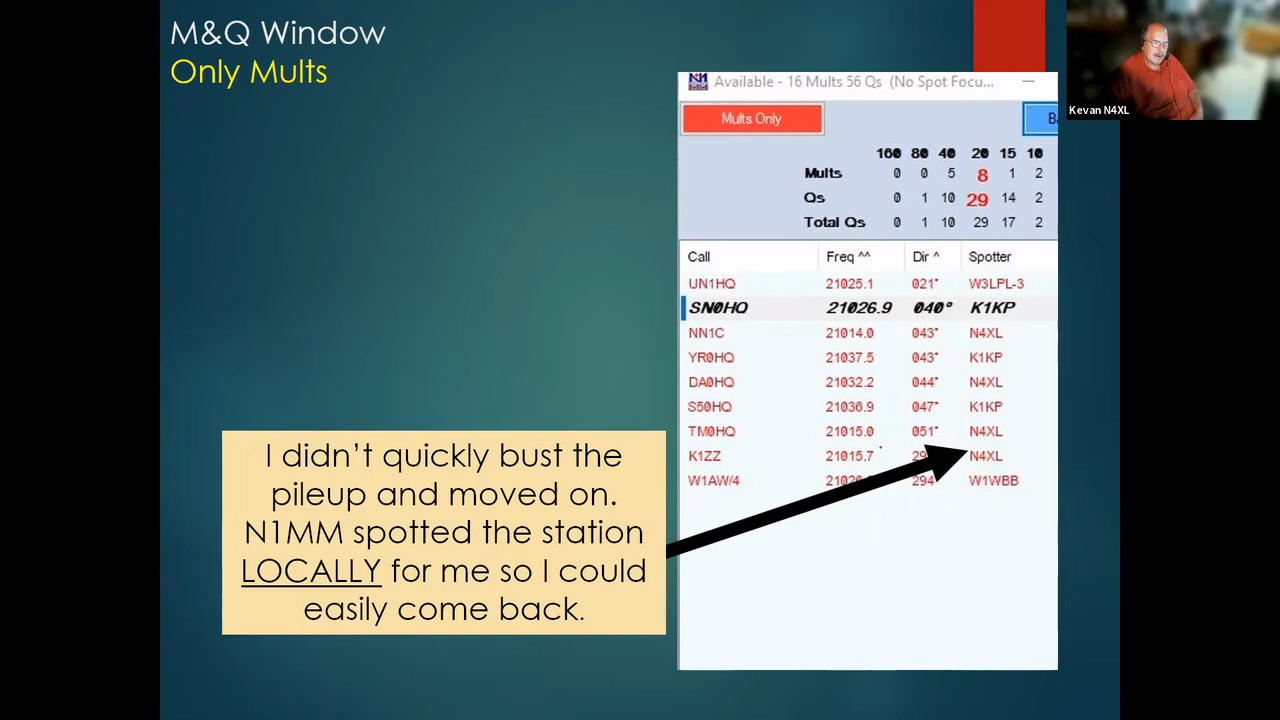 M&Q Window
Only Mults
Kevan N4XL
Available - 16 Mults 56 Qs (No Spot Focu...
Mults Only
160 80 40 20 15 10
Mults 0 0 5 8 1 2
Qs 0 1 10 29 14 2
Total Qs 0 1 10 29 17 2
Call Freq ^^ Dir ^ Spotter
UN1HQ 21025.1 021° W3LPL-3
SN0HQ 21026.9 040° K1KP
NN1C 21014.0 043° N4XL
YR0HQ 21037.5 043° K1KP
DA0HQ 21032.2 044° N4XL
S50HQ 21036.9 047° K1KP
TM0HQ 21015.0 051° N4XL
K1ZZ 21015.7 N4XL
W1AW/4 294° W1WBB
I didn't quickly bust the
pileup and moved on.
N1MM spotted the station
LOCALLY for me so I could
easily come back.